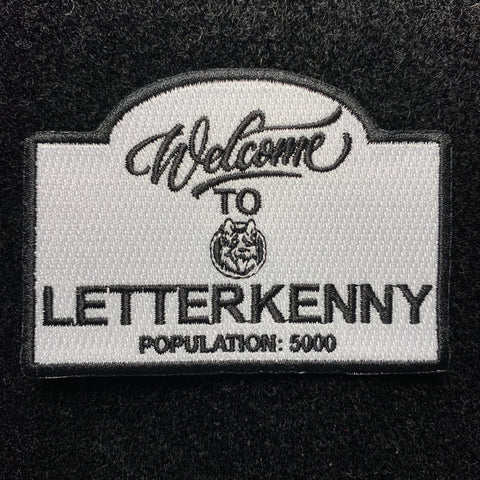 Welcome
TO
LETTERKENNY
POPULATION: 5000